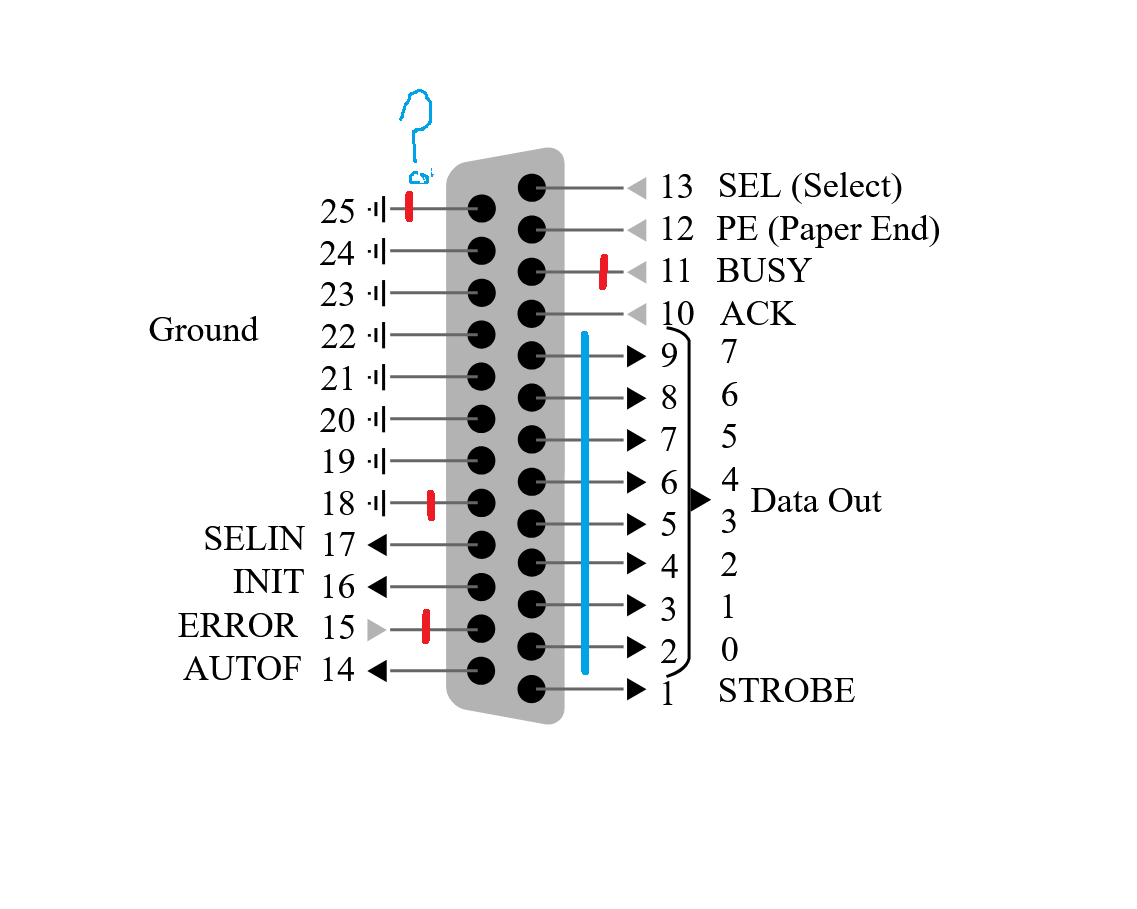 ?
13 SEL (Select)
25
12 PE (Paper End)
24
11 BUSY
23
10 ACK
Ground
22
9 7
21
8 6
20
7 5
19
6 4
Data Out
18
5 3
SELIN 17
4 2
INIT 16
3 1
ERROR 15
2 0
AUTOF 14
1 STROBE